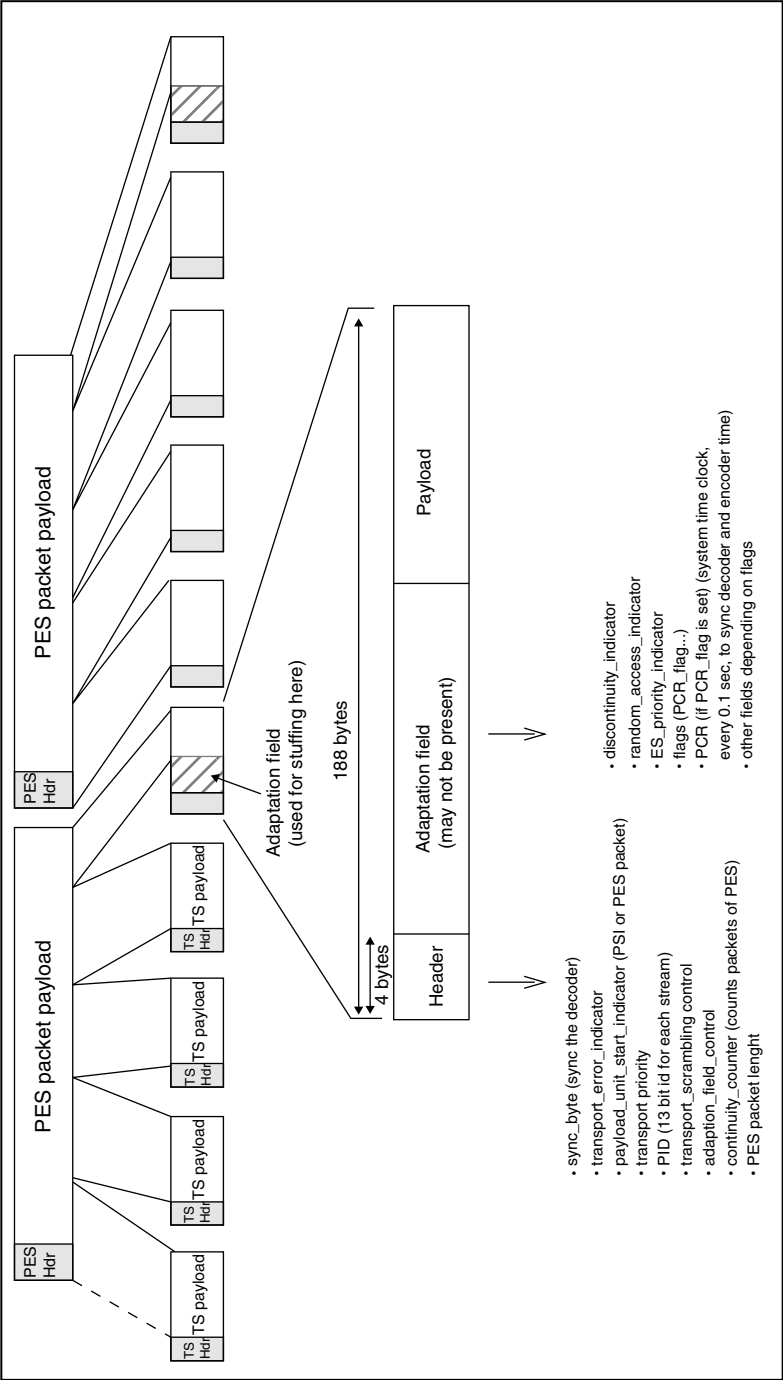 PES
Hdr
PES packet payload
PES
Hdr
PES packet payload
TS
Hdr
TS payload
TS
Hdr
TS payload
TS
Hdr
TS payload
TS
Hdr
TS payload
Adaptation field
(used for stuffing here)
188 bytes
4 bytes
Header
Adaptation field
(may not be present)
Payload
• sync_byte (sync the decoder)
• transport_error_indicator
• payload_unit_start_indicator (PSI or PES packet)
• transport priority
• PID (13 bit id for each stream)
• transport_scrambling control
• adaption_field_control
• continuity_counter (counts packets of PES)
• PES packet lenght
• discontinuity_indicator
• random_access_indicator
• ES_priority_indicator
• flags (PCR_flag...)
• PCR (if PCR_flag is set) (system time clock,
every 0.1 sec, to sync decoder and encoder time)
• other fields depending on flags